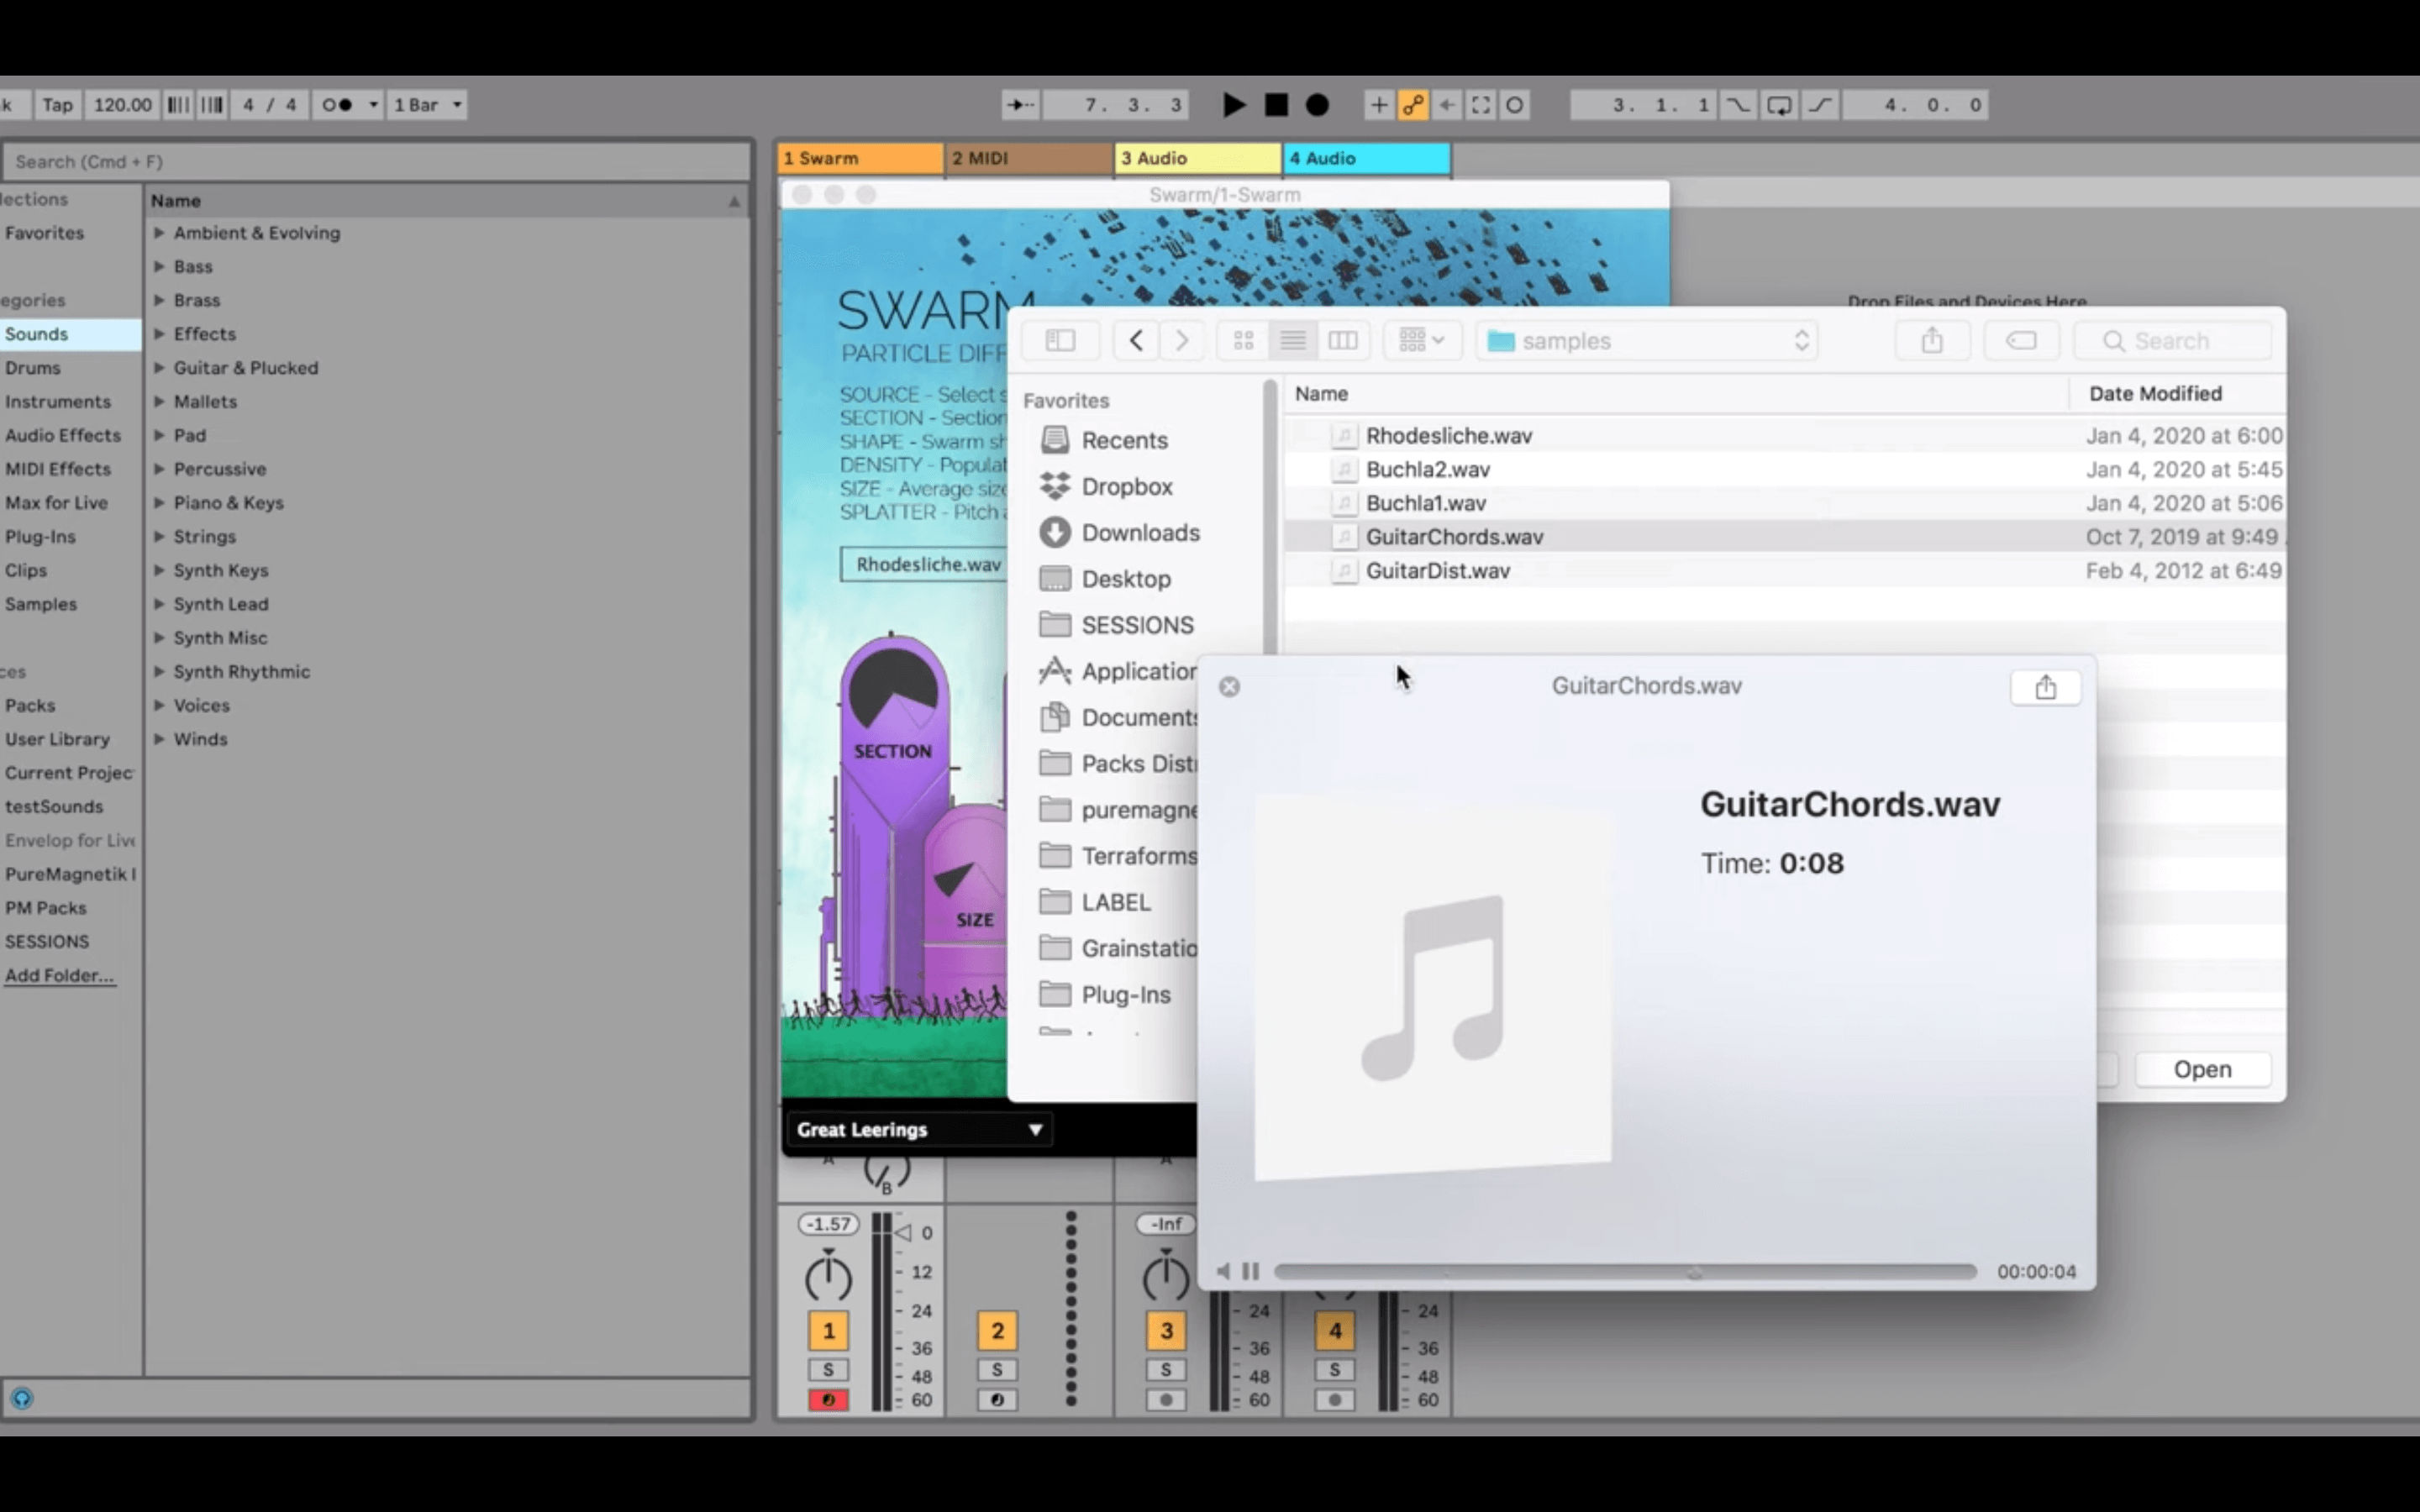 k Tap 120.00 4 / 4 1 Bar 7. 3. 3 3. 1. 1 4. 0. 0
Search (Cmd + F)
lections
Favorites
egories
Sounds
Drums
Instruments
Audio Effects
MIDI Effects
Max for Live
Plug-Ins
Clips
Samples
ces
Packs
User Library
Current Projec
testSounds
Envelop for Live
PureMagnetik
PM Packs
SESSIONS
Add Folder...
Name
Ambient & Evolving
Bass
Brass
Effects
Guitar & Plucked
Mallets
Pad
Percussive
Piano & Keys
Strings
Synth Keys
Synth Lead
Synth Misc
Synth Rhythmic
Voices
Winds
1 Swarm 2 MIDI 3 Audio 4 Audio
Swarm/1-Swarm
Drop Files and Devices Here
SWARM
PARTICLE DIFF
SOURCE - Select s
SECTION - Section
SHAPE - Swarm sh
DENSITY - Populat
SIZE - Average size
SPLATTER - Pitch a
Rhodesliche.wav
SECTION
SIZE
Great Leerings
samples
Search
Favorites
Recents
Dropbox
Downloads
Desktop
SESSIONS
Application
Documents
Packs Distr
puremagne
Terraforms
LABEL
Grainstatio
Plug-Ins
Name Date Modified
Rhodesliche.wav Jan 4, 2020 at 6:00
Buchla2.wav Jan 4, 2020 at 5:45
Buchla1.wav Jan 4, 2020 at 5:06
GuitarChords.wav Oct 7, 2019 at 9:49
GuitarDist.wav Feb 4, 2012 at 6:49
GuitarChords.wav
GuitarChords.wav
Time: 0:08
00:00:04
Open
A B A
-1.57 0 -Inf
12
24 24 24
1 2 3 4
36 36 36
S S S S
48 48 48
60 60 60